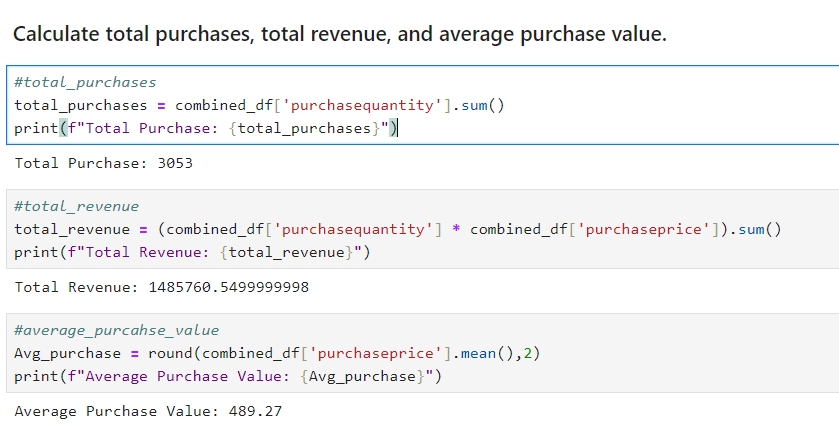 Calculate total purchases, total revenue, and average purchase value.
#total_purchases
total_purchases = combined_df['purchasequantity'].sum()
print(f"Total Purchase: {total_purchases}")
Total Purchase: 3053
#total_revenue
total_revenue = (combined_df['purchasequantity'] * combined_df['purchaseprice']).sum()
print(f"Total Revenue: {total_revenue}")
Total Revenue: 1485760.5499999998
#average_purcahse_value
Avg_purchase = round(combined_df['purchaseprice'].mean(),2)
print(f"Average Purchase Value: {Avg_purchase}")
Average Purchase Value: 489.27